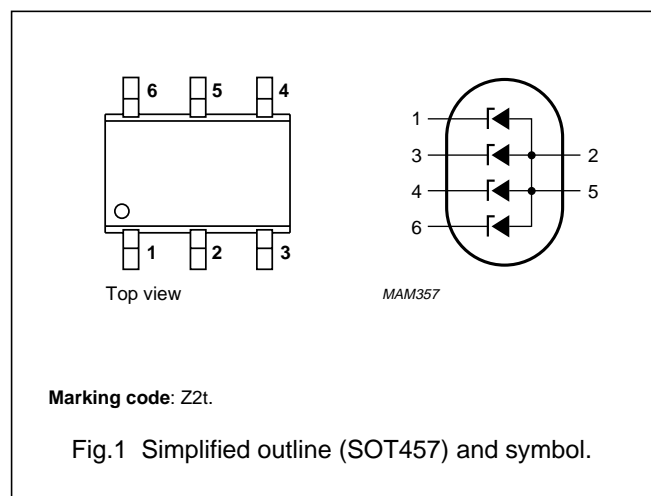 6 5 4
1 2 3
Top view
1
3 2
4 5
6
MAM357
Marking code: Z2t.
Fig.1 Simplified outline (SOT457) and symbol.